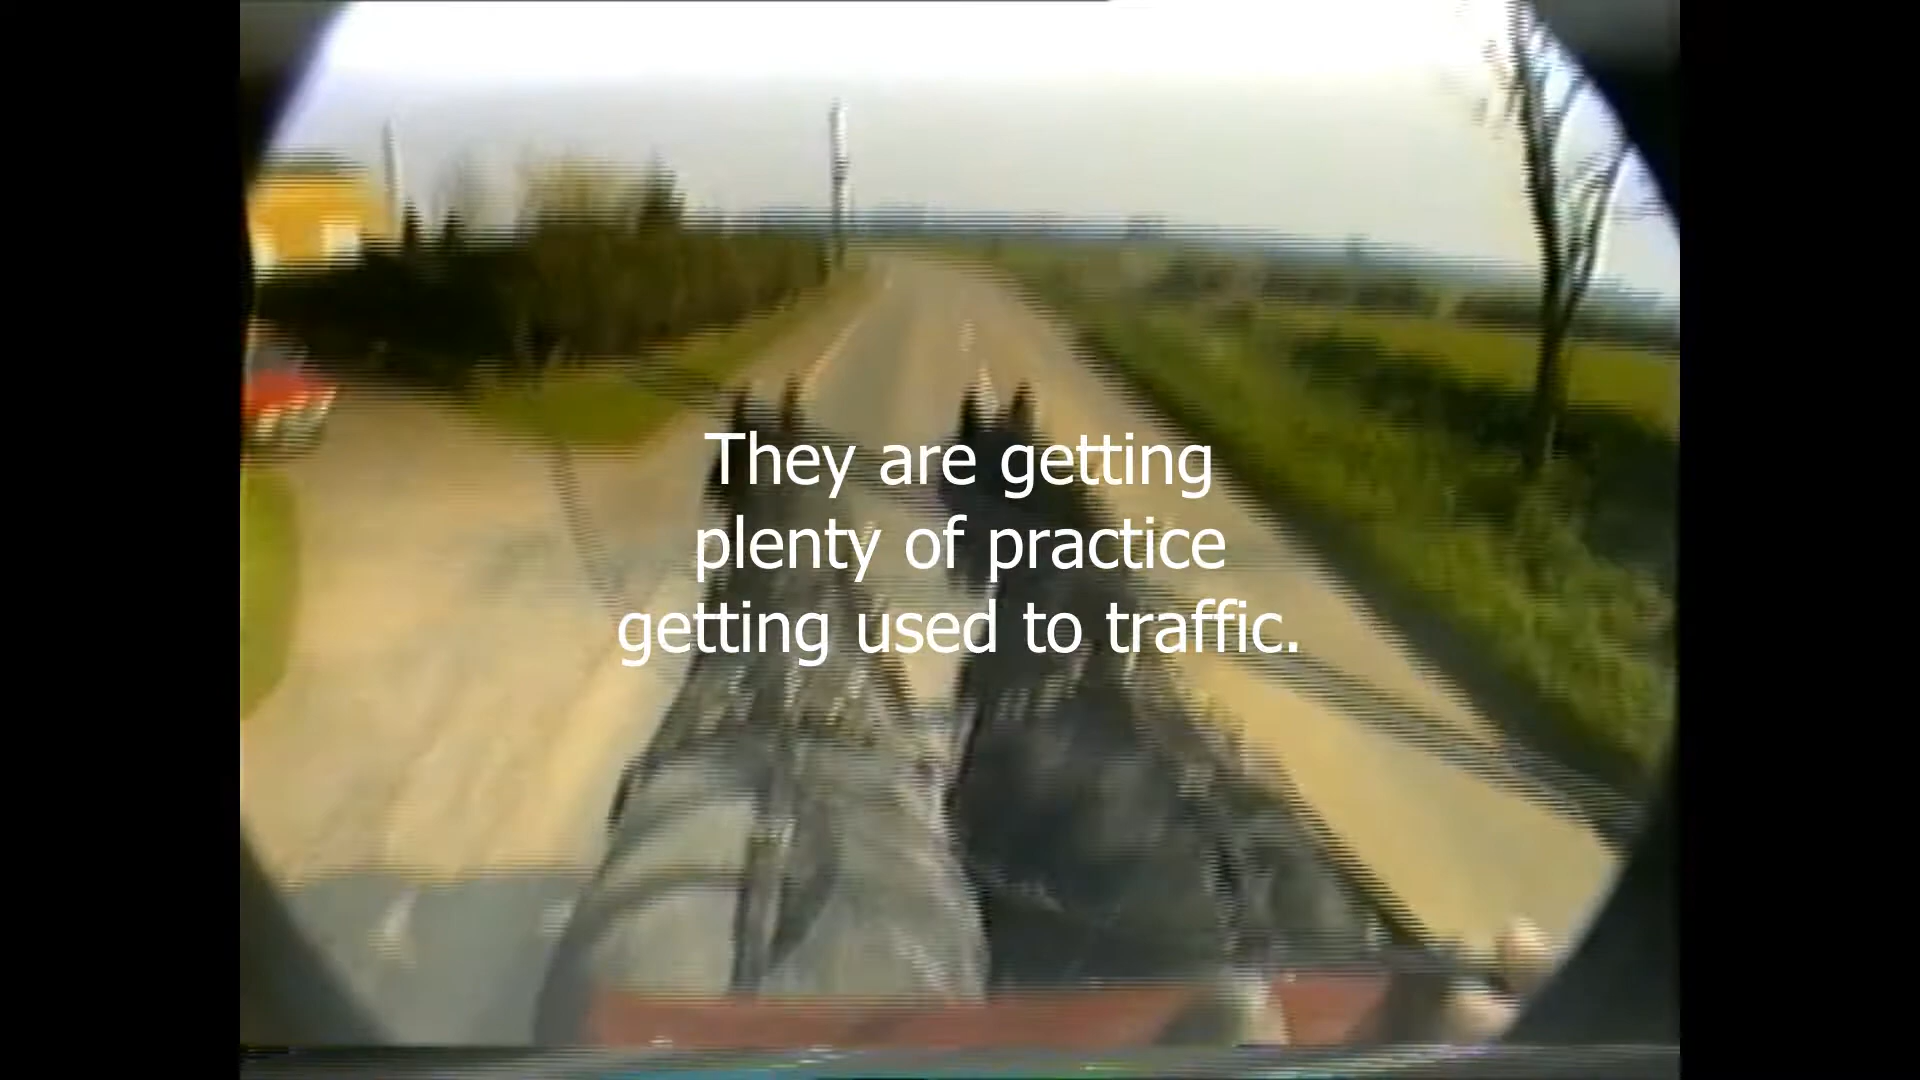 They are getting
plenty of practice
getting used to traffic.